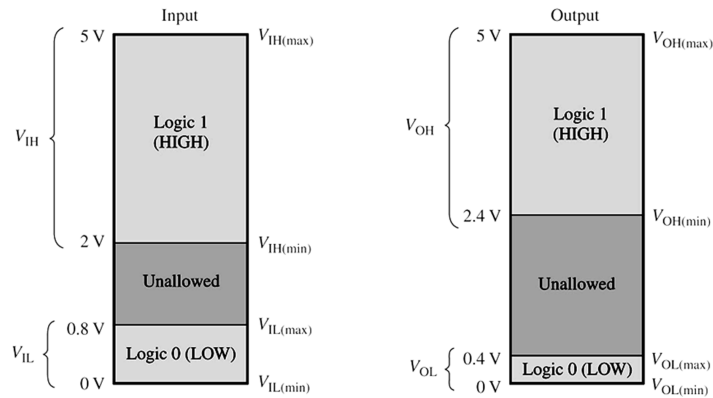 Input
5 V
V_IH(max)
Logic 1
(HIGH)
V_IH
2 V
V_IH(min)
Unallowed
0.8 V
V_IL(max)
V_IL
Logic 0 (LOW)
0 V
V_IL(min)
Output
5 V
V_OH(max)
Logic 1
(HIGH)
V_OH
2.4 V
V_OH(min)
Unallowed
0.4 V
V_OL(max)
V_OL
Logic 0 (LOW)
0 V
V_OL(min)